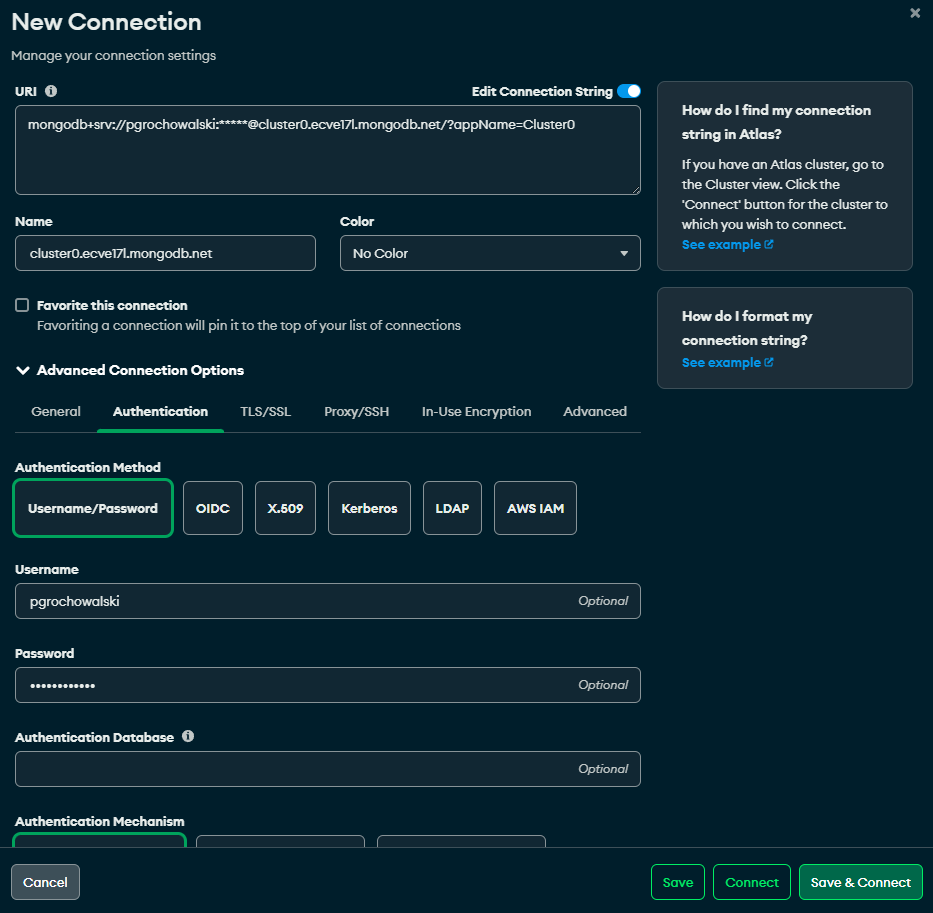 New Connection
Manage your connection settings
URI
Edit Connection String
mongodb+srv://pgrochowalski:*****@cluster0.ecve17l.mongodb.net/?appName=Cluster0
Name
Color
cluster0.ecve17l.mongodb.net
No Color
Favorite this connection
Favoriting a connection will pin it to the top of your list of connections
Advanced Connection Options
General
Authentication
TLS/SSL
Proxy/SSH
In-Use Encryption
Advanced
Authentication Method
Username/Password
OIDC
X.509
Kerberos
LDAP
AWS IAM
Username
pgrochowalski
Optional
Password
••••••••••••
Optional
Authentication Database
Optional
Authentication Mechanism
How do I find my connection
string in Atlas?
If you have an Atlas cluster, go to
the Cluster view. Click the
'Connect' button for the cluster to
which you wish to connect.
See example
How do I format my
connection string?
See example
Cancel
Save
Connect
Save & Connect